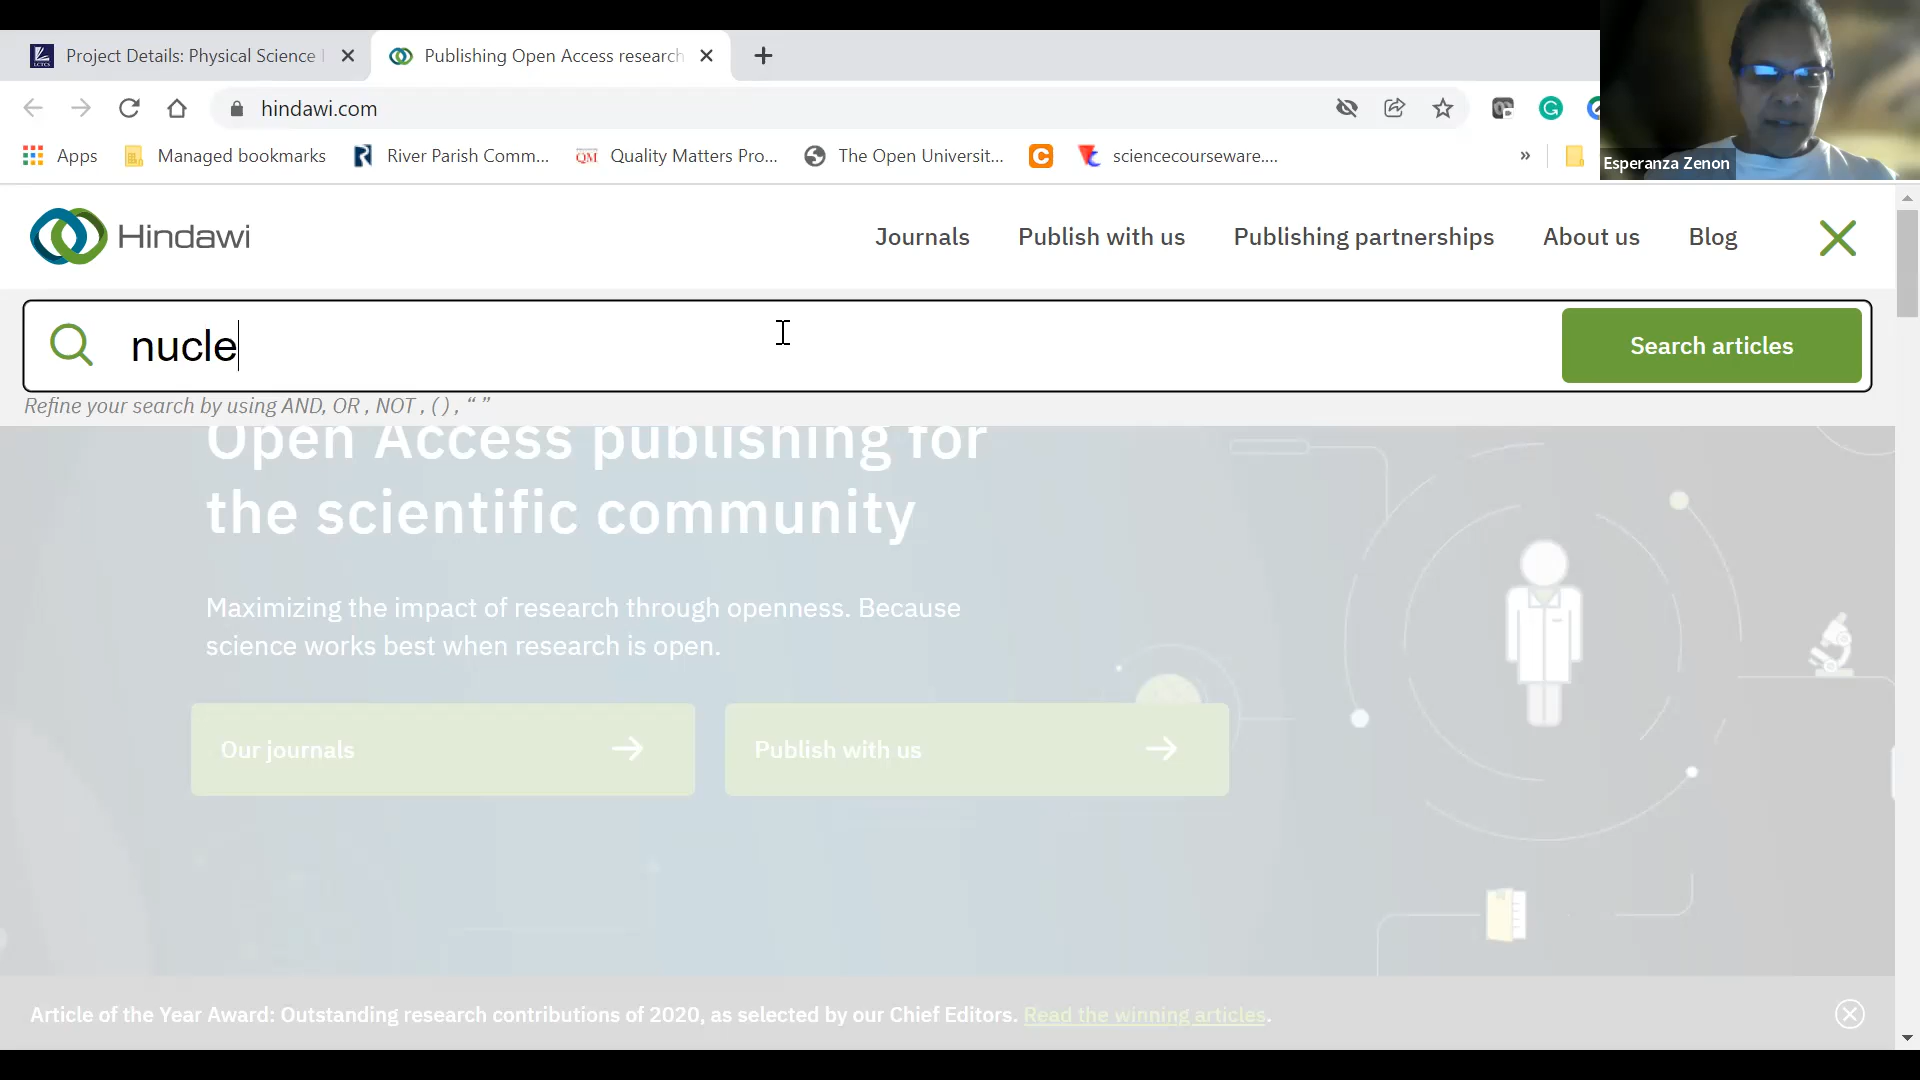 Project Details: Physical Science
Publishing Open Access research
hindawi.com
Apps
Managed bookmarks
River Parish Comm...
QM
Quality Matters Pro...
The Open Universit...
C
sciencecourseware....
»
Esperanza Zenon
Hindawi
Journals
Publish with us
Publishing partnerships
About us
Blog
nucle
Search articles
Refine your search by using AND, OR , NOT , ( ) , “ ”
Open Access publishing for
the scientific community
Maximizing the impact of research through openness. Because
science works best when research is open.
Our journals
Publish with us
Article of the Year Award: Outstanding research contributions of 2020, as selected by our Chief Editors. Read the winning articles.